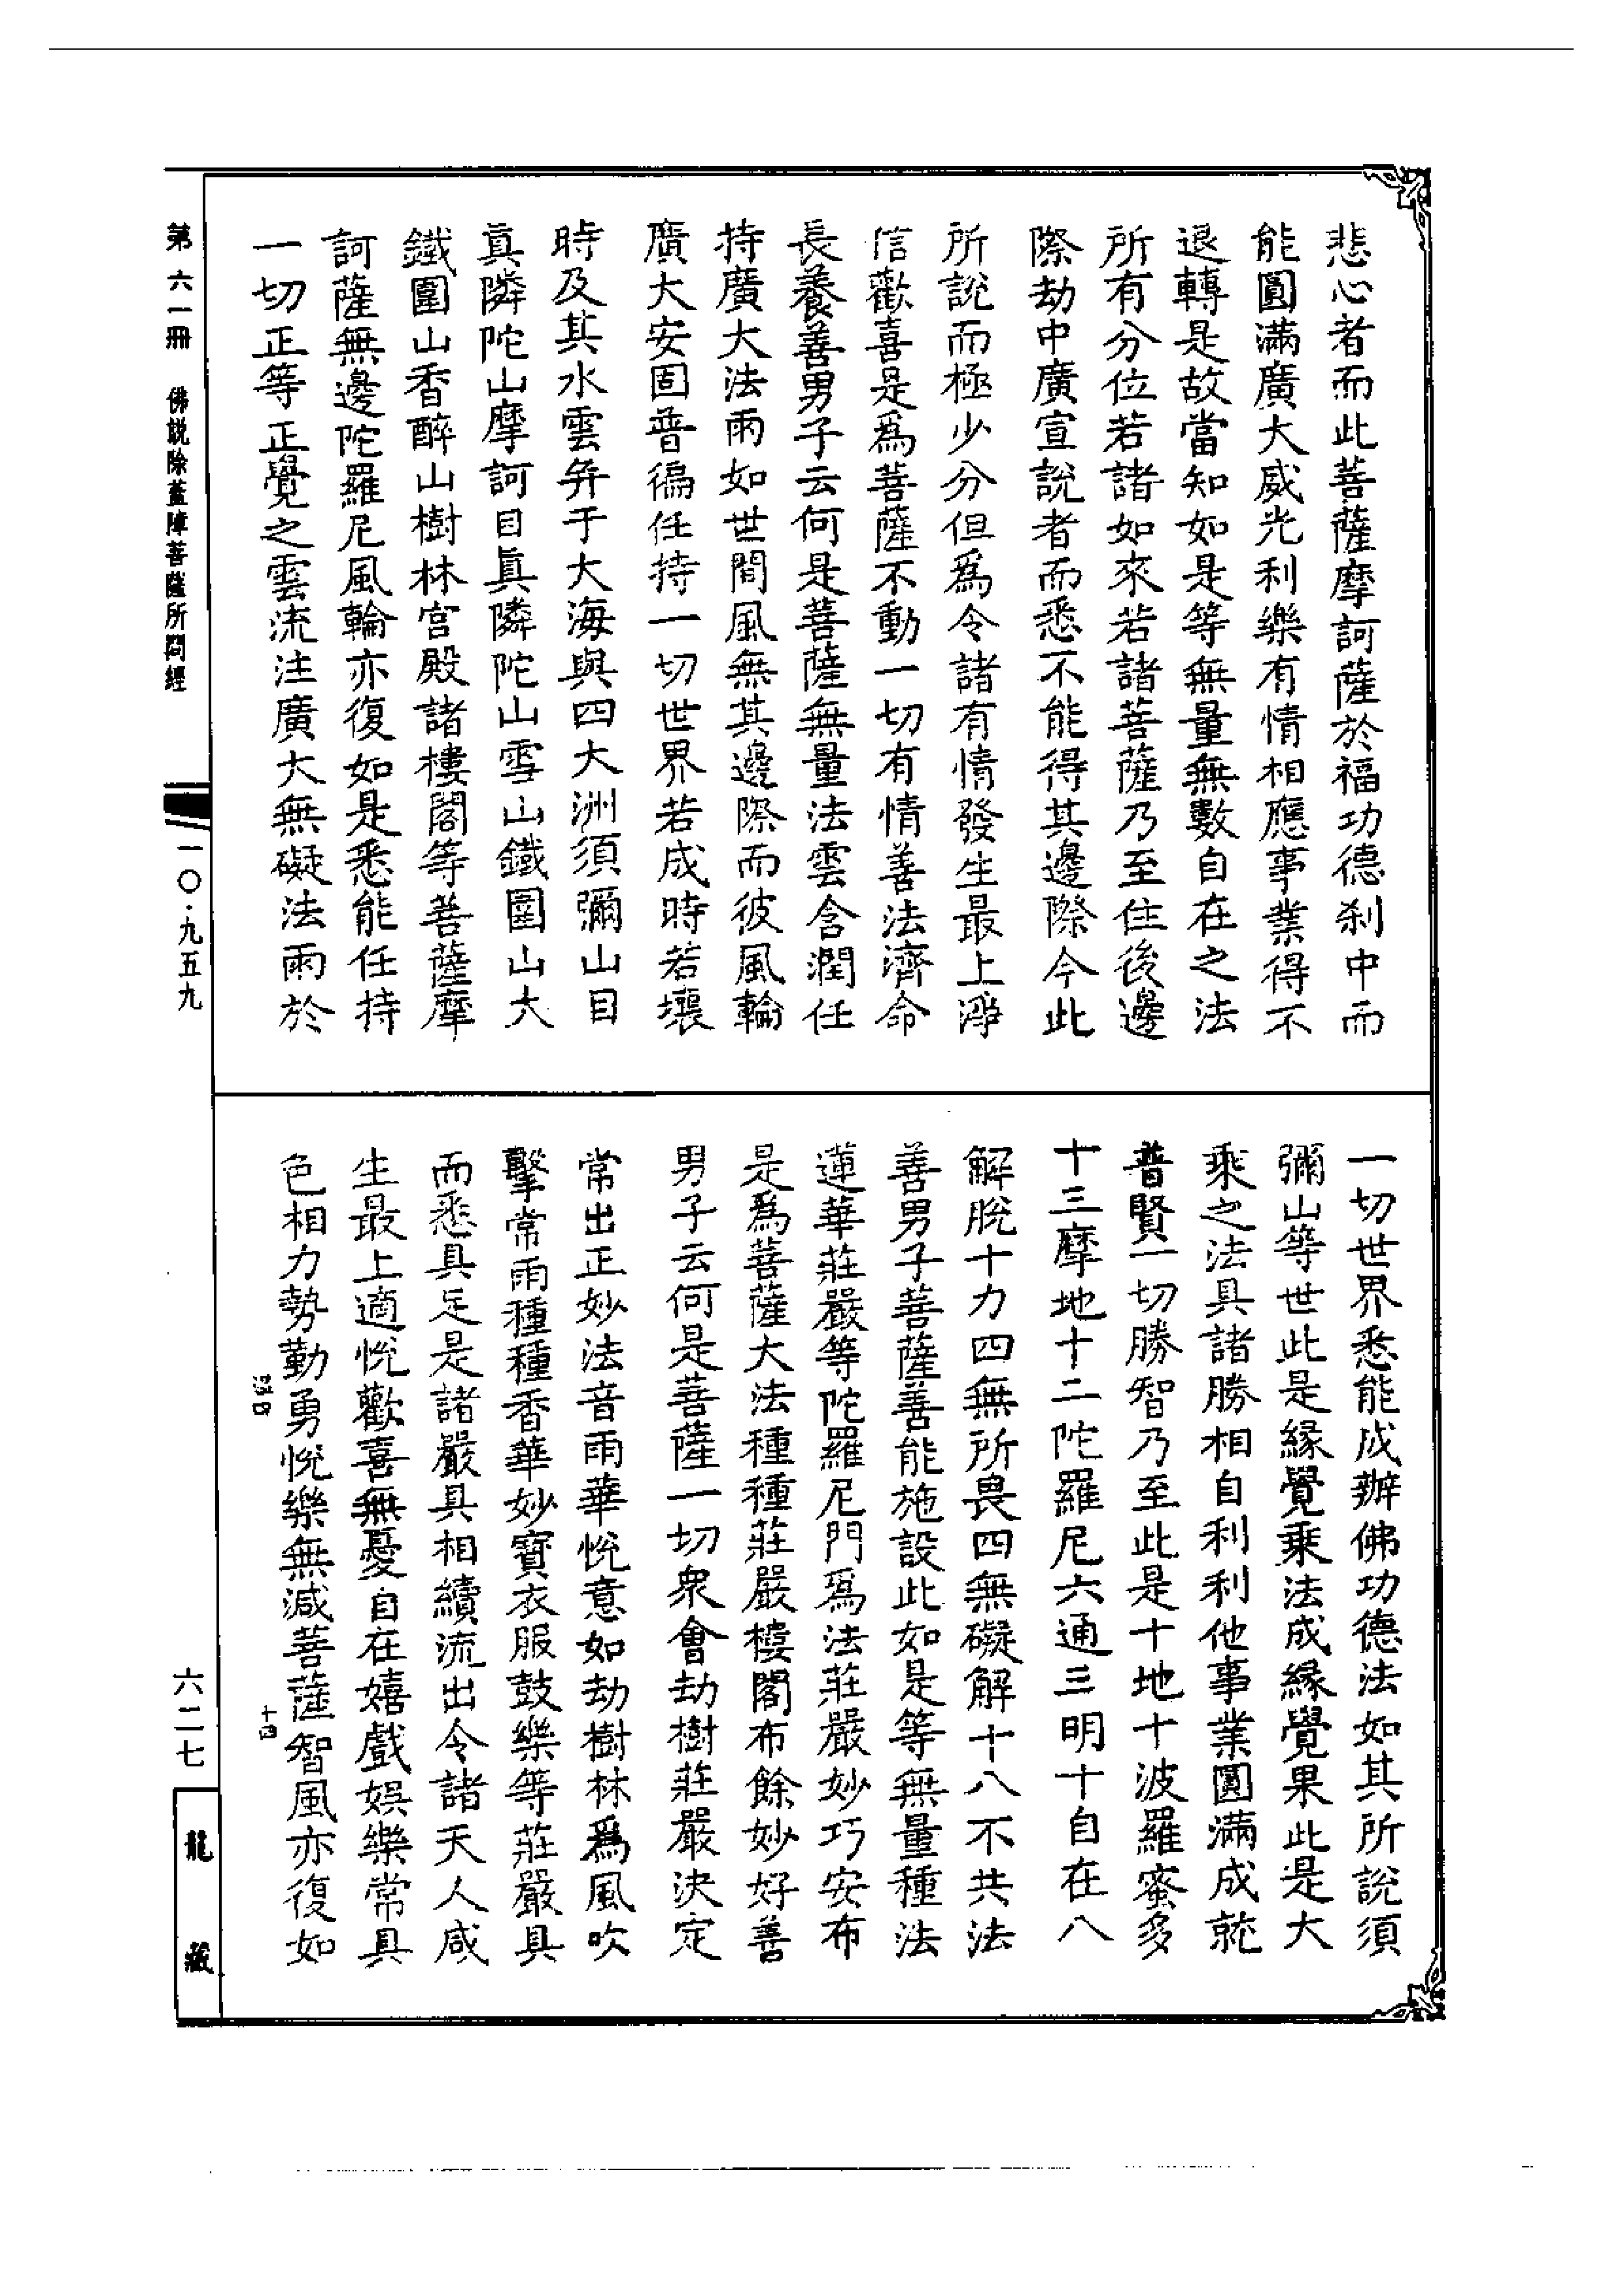 悲心者而此菩薩摩訶薩於福功德刹中而
能圓滿廣大威光利樂有情相應事業得不
退轉是故當知如是等無量無數自在之法
所有分位若諸如來若諸菩薩乃至住後邊
際劫中廣宣說者而悉不能得其邊際今此
所說而極少分但爲令諸有情發生最上淨
信歡喜是爲菩薩不動一切有情善法濟命
長養善男子云何是菩薩無量法雲含潤任
持廣大法雨如世間風無其邊際而彼風輪
廣大安固普徧任持一切世界若成時若壞
時及其水雲并于大海與四大洲須彌山目
真隣陀山摩訶目真隣陀山雪山鐵圍山大
鐵圍山香醉山樹林宮殿諸樓閣等菩薩摩
訶薩無邊陀羅尼風輪亦復如是悉能任持
一切正等正覺之雲流注廣大無礙法雨於
一切世界悉能成辦佛功德法如其所說須
彌山等世此是緣覺乘法成緣覺果此是大
乘之法具諸勝相自利利他事業圓滿成就
普賢一切勝智乃至此是十地十波羅蜜多
十三摩地十二陀羅尼六通三明十自在八
解脫十力四無所畏四無礙解十八不共法
善男子菩薩善能施設此如是等無量種法
蓮華莊嚴等陀羅尼門爲法莊嚴妙巧安布
是爲菩薩大法種種莊嚴樓閣布餘妙好善
男子云何是菩薩一切衆會劫樹莊嚴決定
常出正妙法音雨華悅意如劫樹林爲風吹
擊常雨種種香華妙寶衣服鼓樂等莊嚴具
而悉具足是諸嚴具相續流出令諸天人咸
生最上適悅歡喜無憂自在嬉戲娛樂常具
色相力勢勤勇悅樂無減菩薩智風亦復如
十四
第六一冊 佛說除蓋障菩薩所問經
一〇·九五九
六二七
龍藏